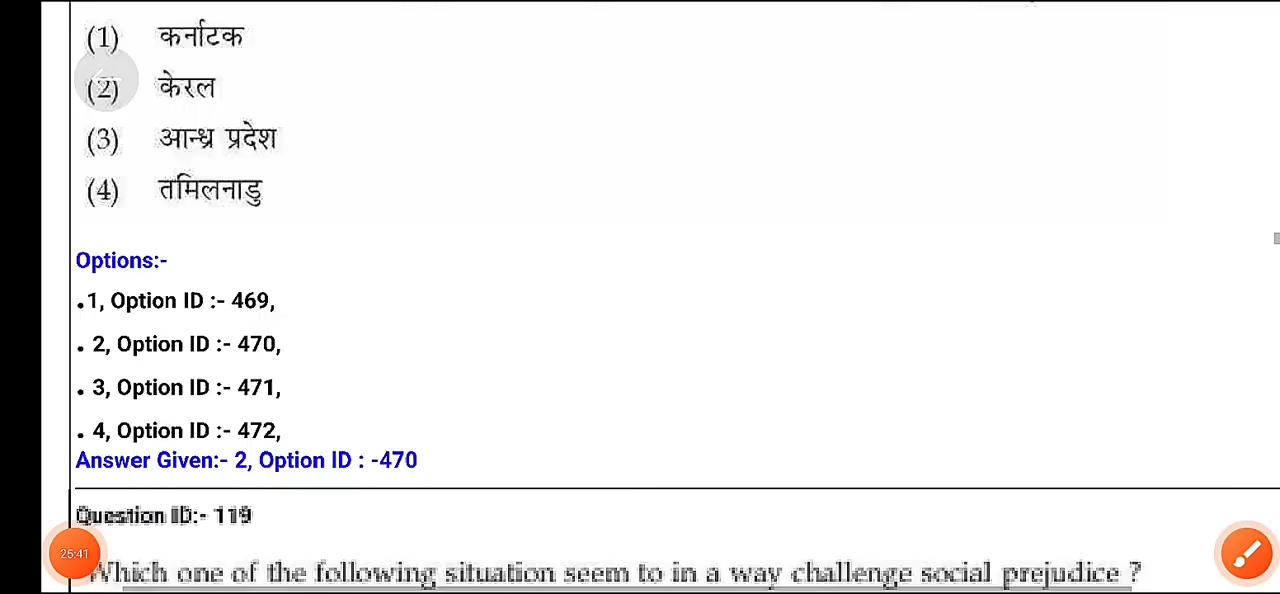 (1) कर्नाटक
(2) केरल
(3) आन्ध्र प्रदेश
(4) तमिलनाडु
Options:-
. 1, Option ID :- 469,
. 2, Option ID :- 470,
. 3, Option ID :- 471,
. 4, Option ID :- 472,
Answer Given:- 2, Option ID : -470
Question ID:- 119
25:41
Which one of the following situation seem to in a way challenge social prejudice ?